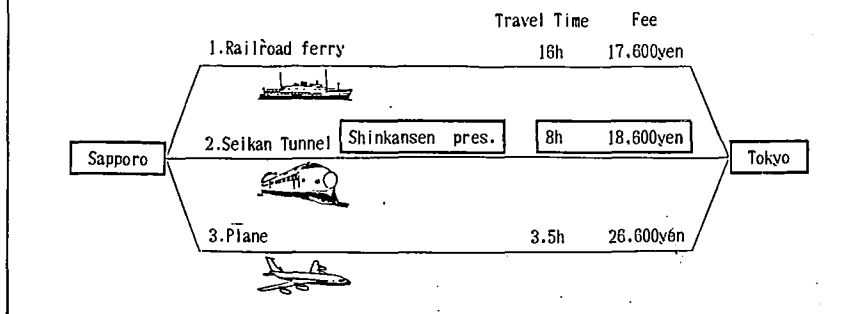 Travel Time Fee
1.Railroad ferry 16h 17.600yen
2.Seikan Tunnel Shinkansen pres. 8h 18.600yen
Sapporo Tokyo
3.Plane 3.5h 26.600yen